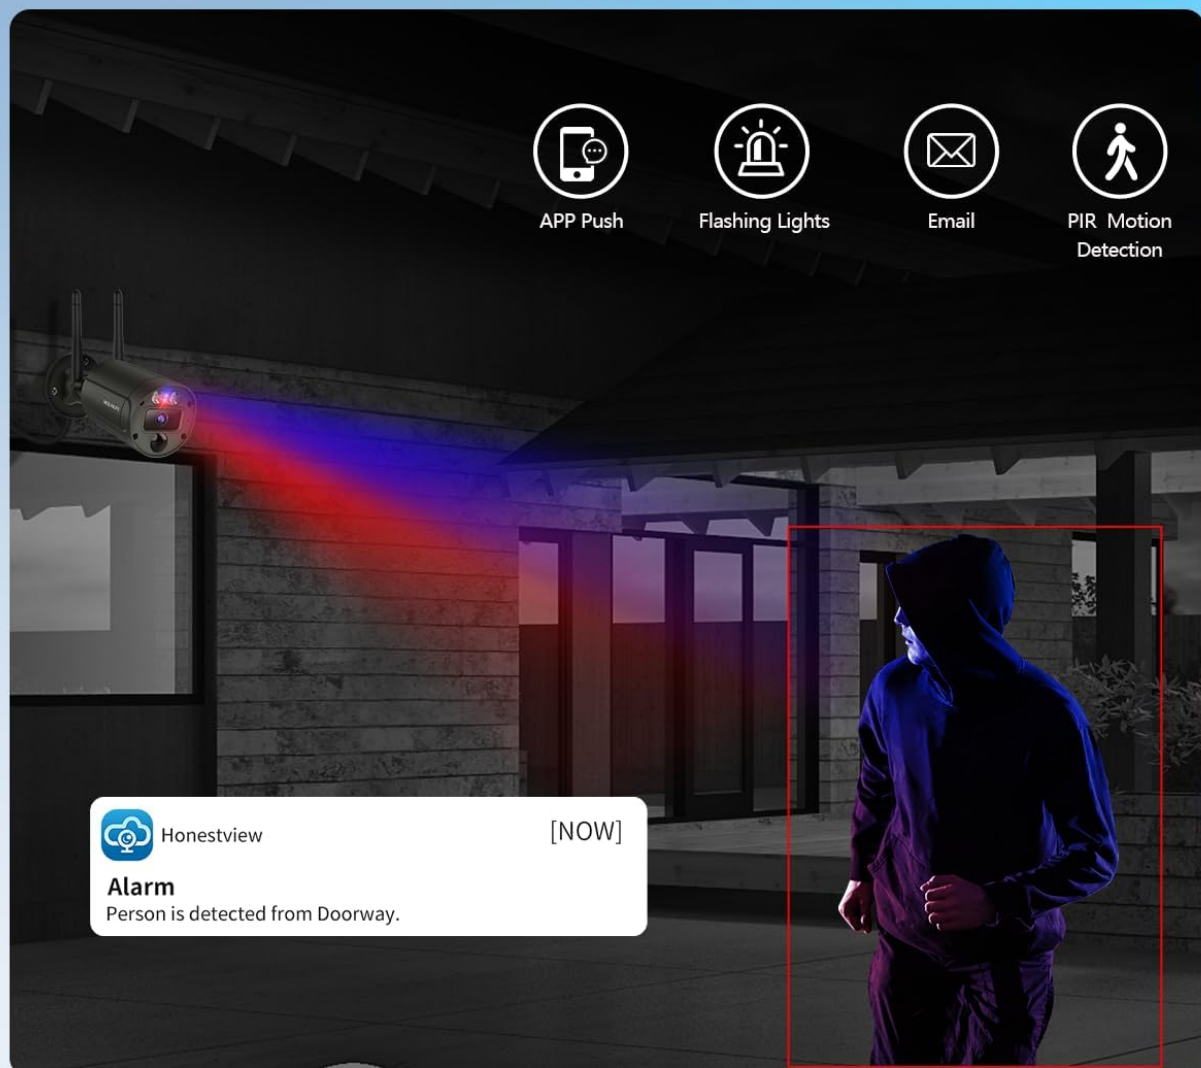 APP Push
Flashing Lights
Email
PIR Motion
Detection
Honestview
[NOW]
Alarm
Person is detected from Doorway.